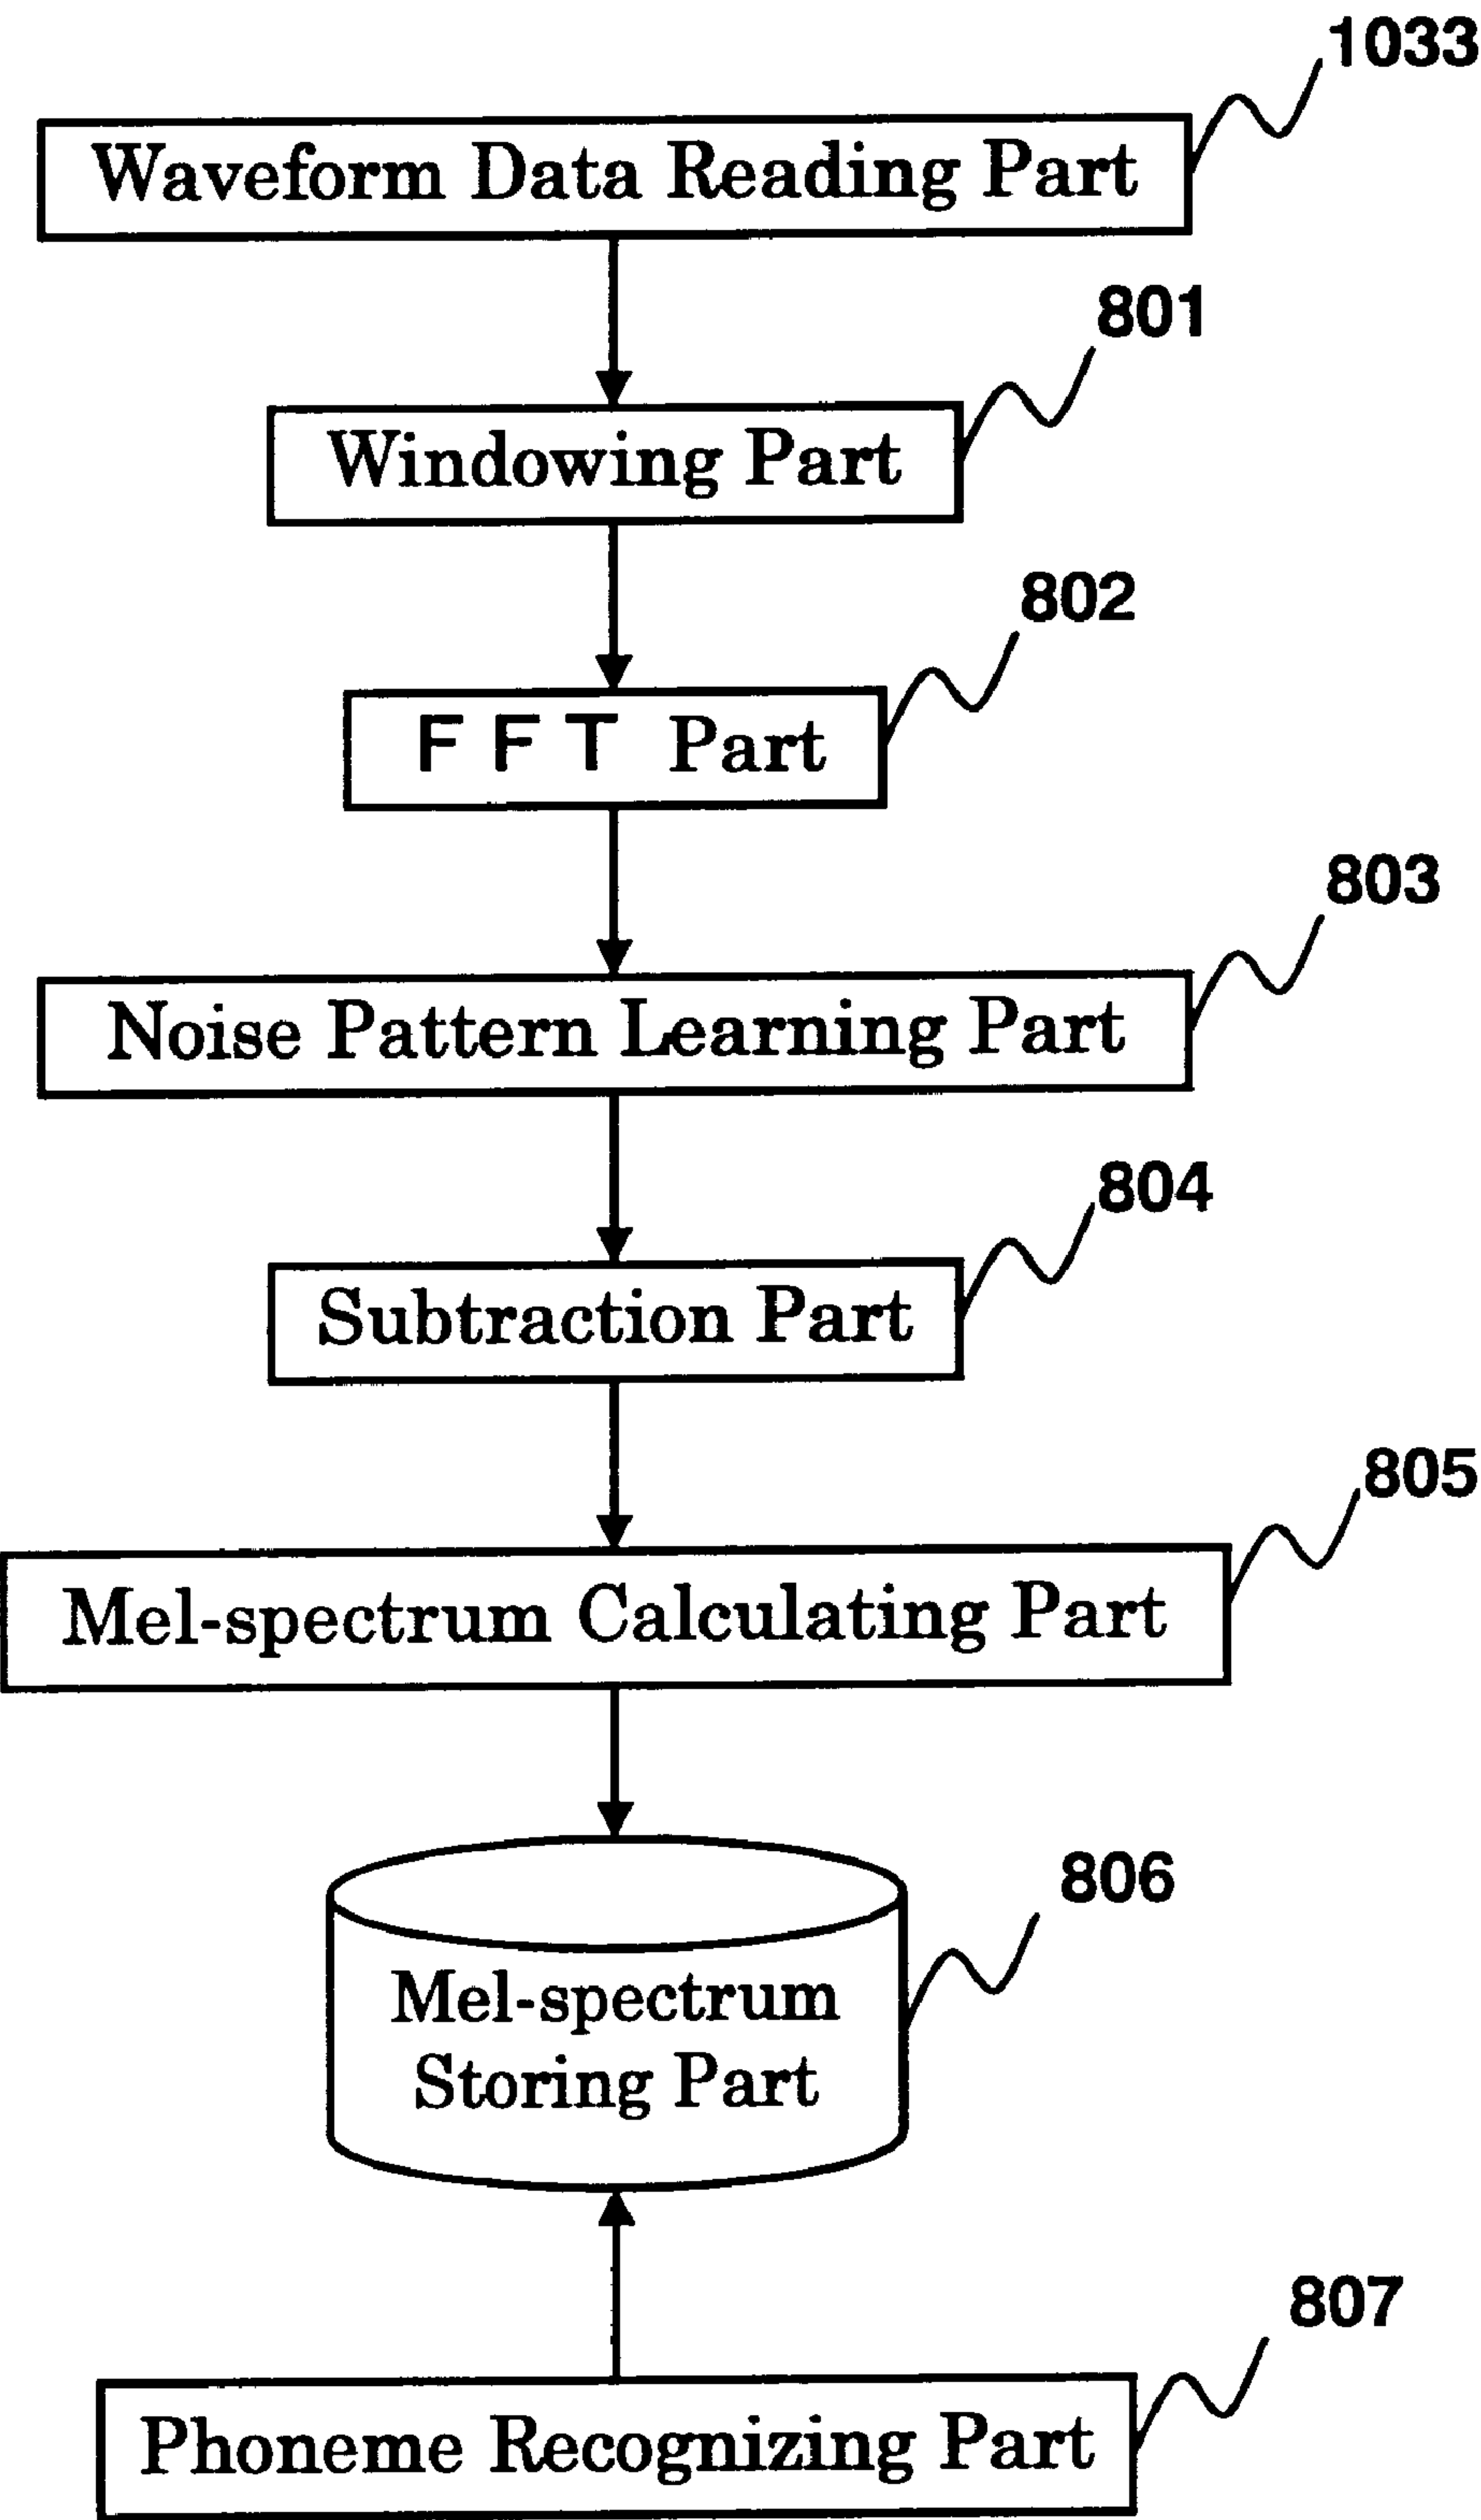 1033
Waveform Data Reading Part
801
Windowing Part
802
FFT Part
803
Noise Pattern Learning Part
804
Subtraction Part
805
Mel-spectrum Calculating Part
806
Mel-spectrum
Storing Part
807
Phoneme Recognizing Part